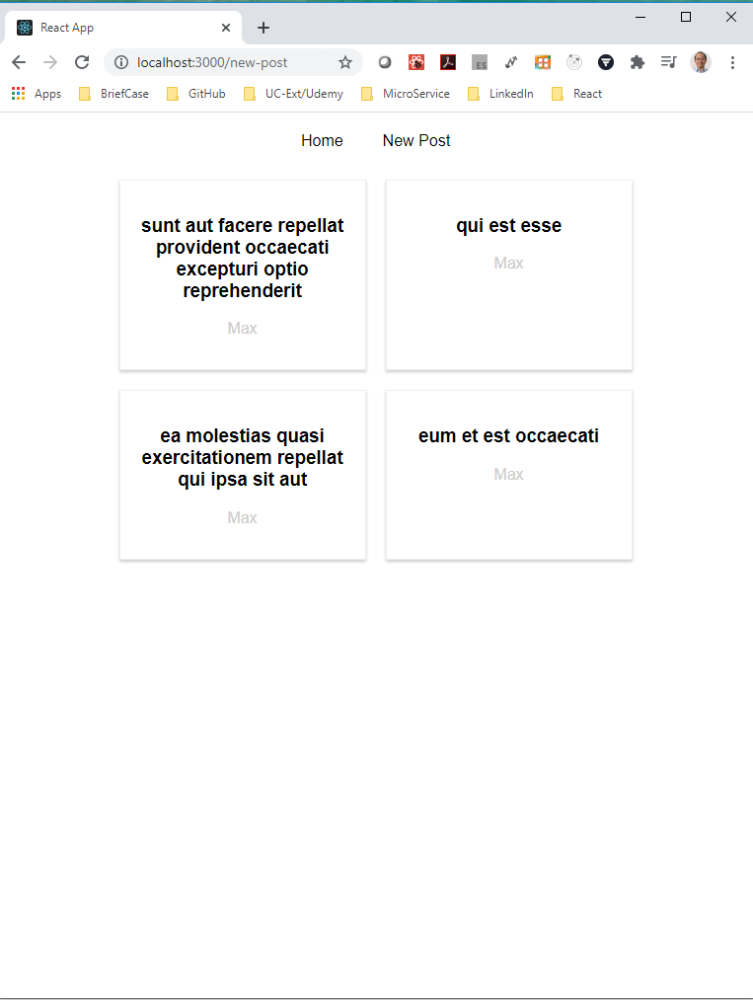 React App
localhost:3000/new-post
ES
Apps BriefCase GitHub UC-Ext/Udemy MicroService LinkedIn React
Home New Post
sunt aut facere repellat
provident occaecati
excepturi optio
reprehenderit
Max
qui est esse
Max
ea molestias quasi
exercitationem repellat
qui ipsa sit aut
Max
eum et est occaecati
Max